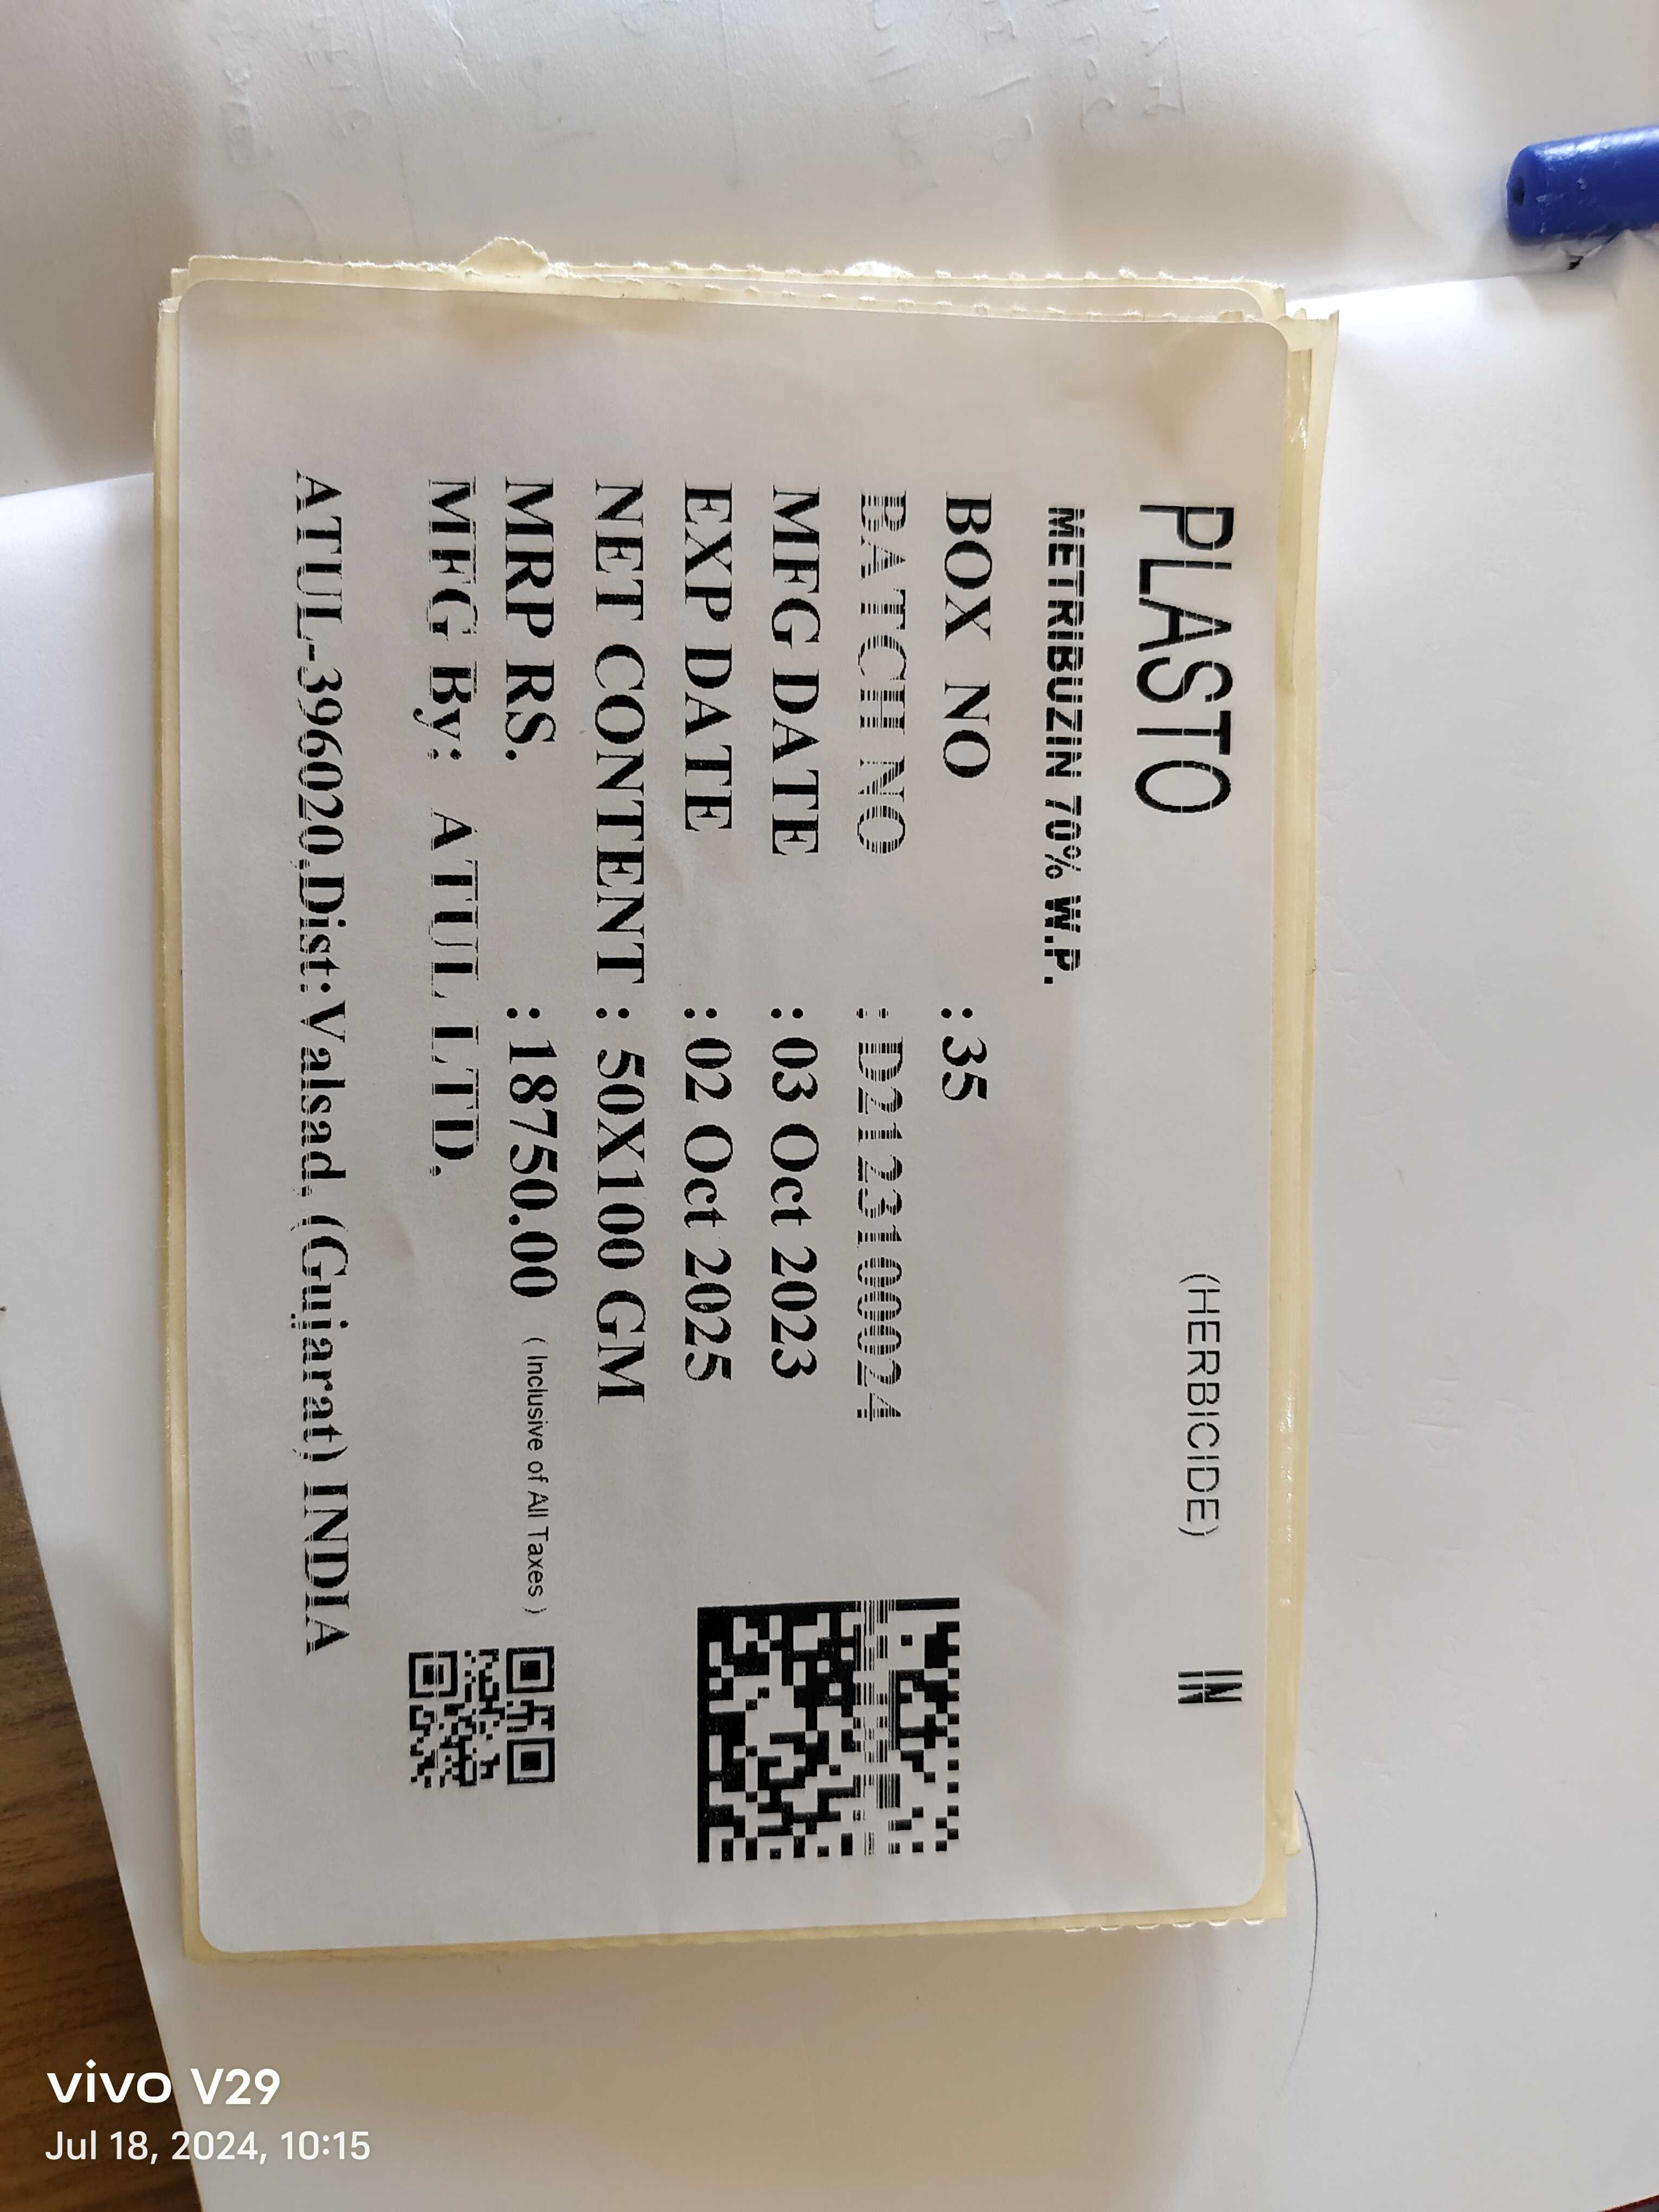 PLASTO (HERBICIDE) IN
METRIBUZIN 70% W.P.
BOX NO :35
BATCH NO :D2123100024
MFG DATE :03 Oct 2023
EXP DATE :02 Oct 2025
NET CONTENT : 50X100 GM
MRP RS. :18750.00 ( Inclusive of All Taxes )
MFG By: ATUL LTD.
ATUL-396020,Dist:Valsad, (Gujarat) INDIA
vivo V29
Jul 18, 2024, 10:15